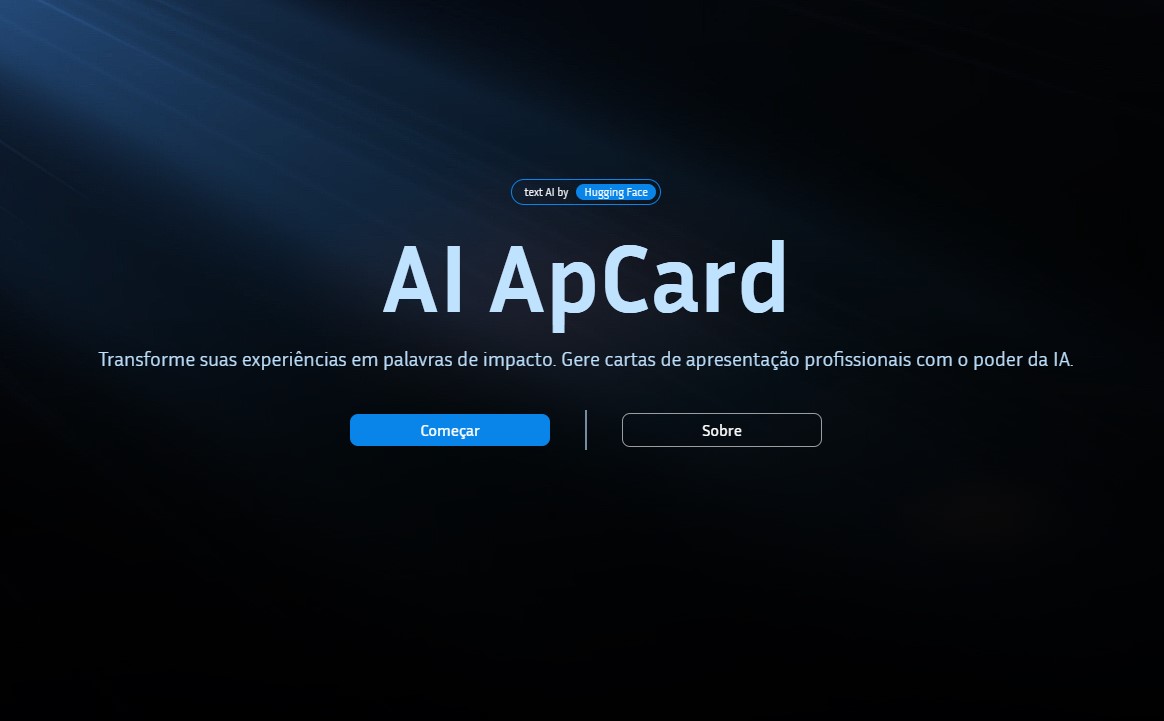 text AI by Hugging Face
AI ApCard
Transforme suas experiências em palavras de impacto. Gere cartas de apresentação profissionais com o poder da IA.
Começar
Sobre